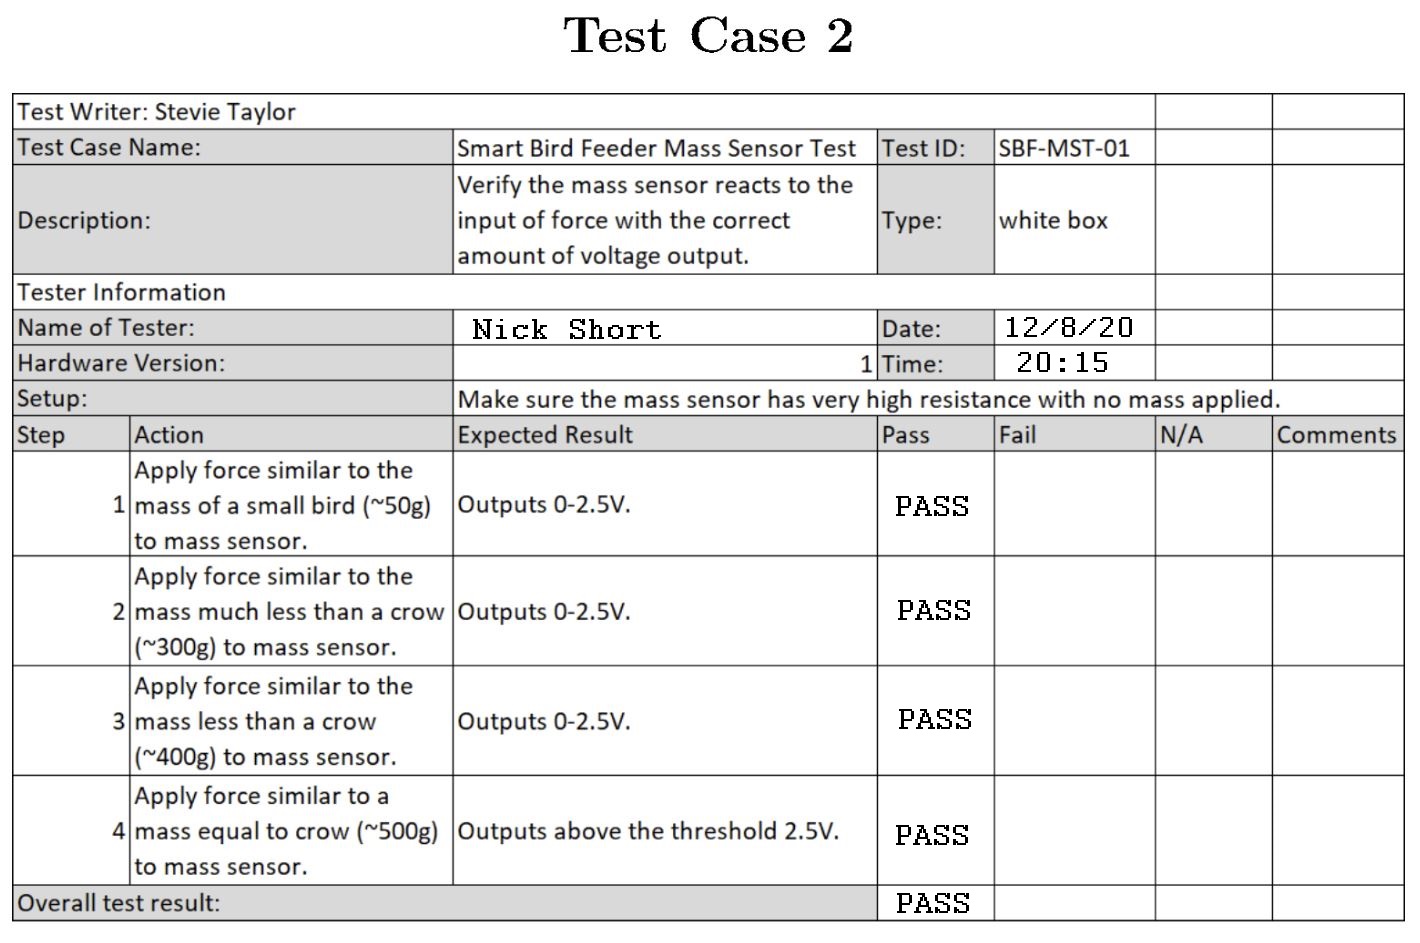 Test Case 2
Test Writer: Stevie Taylor
Test Case Name: Smart Bird Feeder Mass Sensor Test Test ID: SBF-MST-01
Description: Verify the mass sensor reacts to the
input of force with the correct
amount of voltage output. Type: white box
Tester Information
Name of Tester: Nick Short Date: 12/8/20
Hardware Version: 1 Time: 20:15
Setup: Make sure the mass sensor has very high resistance with no mass applied.
Step Action Expected Result Pass Fail N/A Comments
1 Apply force similar to the
mass of a small bird (~50g)
to mass sensor. Outputs 0-2.5V. PASS
2 Apply force similar to the
mass much less than a crow
(~300g) to mass sensor. Outputs 0-2.5V. PASS
3 Apply force similar to the
mass less than a crow
(~400g) to mass sensor. Outputs 0-2.5V. PASS
4 Apply force similar to a
mass equal to crow (~500g)
to mass sensor. Outputs above the threshold 2.5V. PASS
Overall test result: PASS